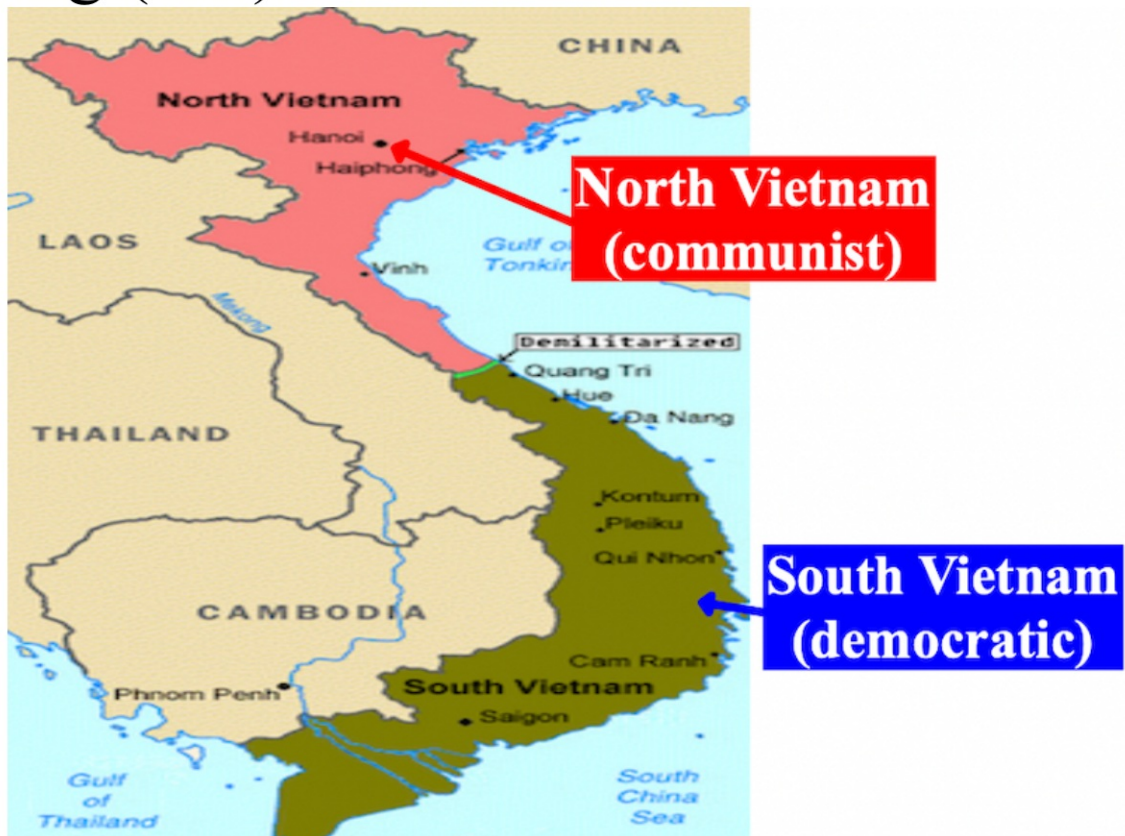 CHINA
North Vietnam
Hanoi
Haiphong
North Vietnam
(communist)
LAOS
Gulf of
Tonkin
Vinh
Mekong
Demilitarized
Quang Tri
Hue
Da Nang
THAILAND
Kontum
Pleiku
Qui Nhon
South Vietnam
(democratic)
CAMBODIA
Cam Ranh
Phnom Penh
South Vietnam
Saigon
Gulf
of
Thailand
South
China
Sea